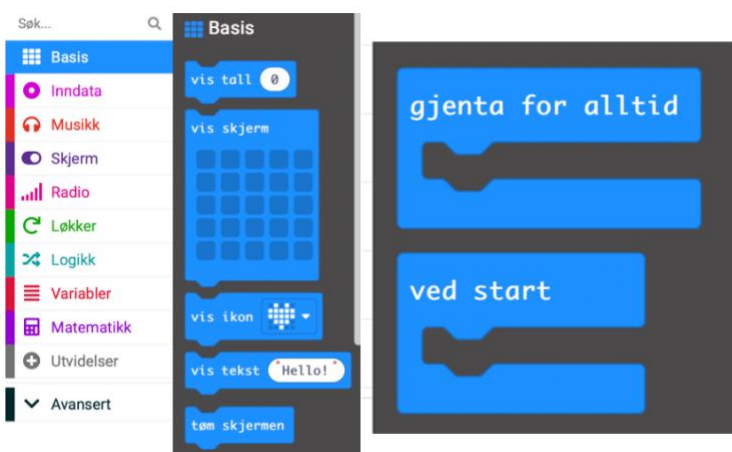 Søk...
Basis
Inndata
Musikk
Skjerm
Radio
Løkker
Logikk
Variabler
Matematikk
Utvidelser
Avansert
Basis
vis tall 0
vis skjerm
vis ikon
vis tekst "Hello!"
tøm skjermen
gjenta for alltid
ved start